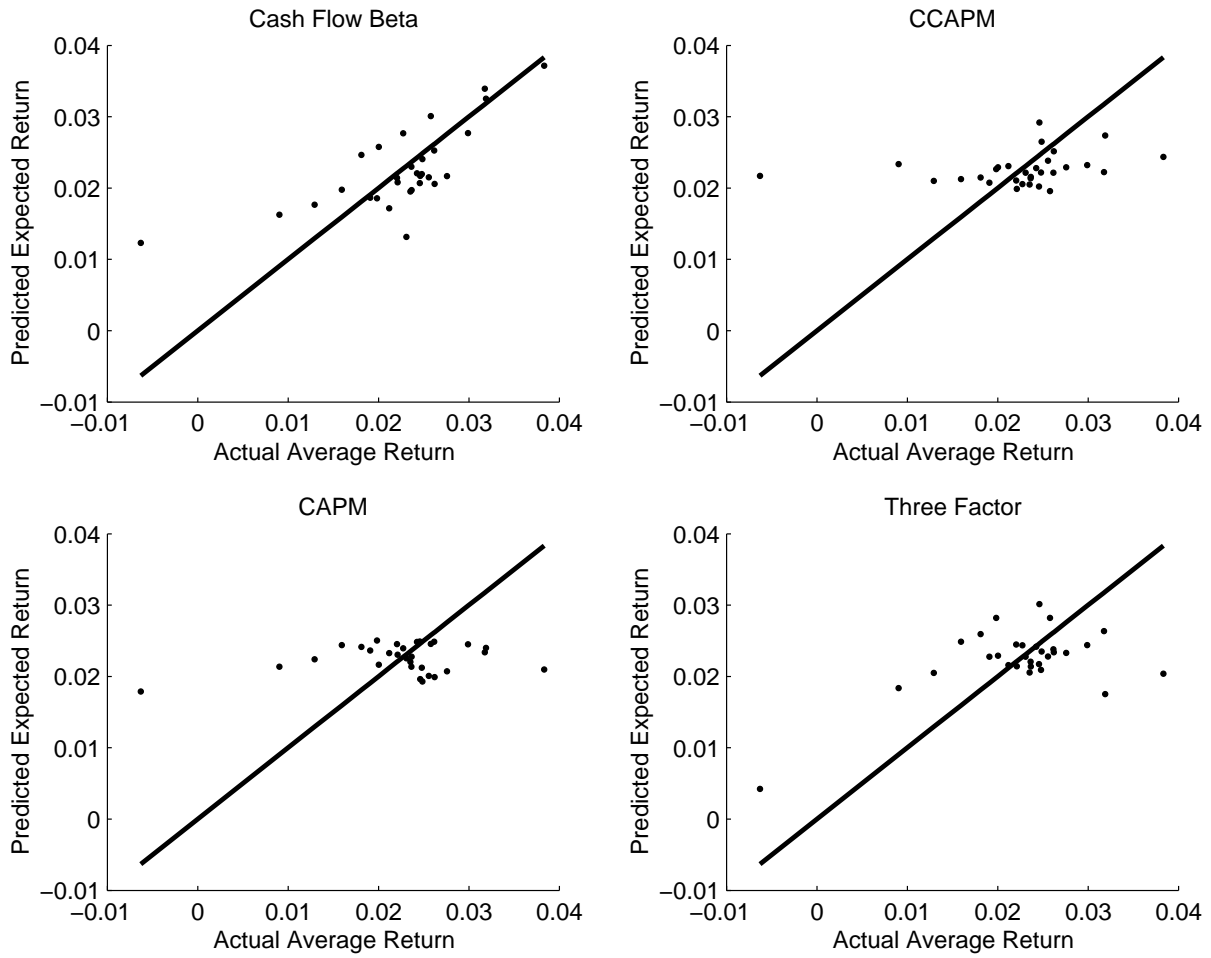 Cash Flow Beta
0.04
0.03
0.02
0.01
0
−0.01
−0.01 0 0.01 0.02 0.03 0.04
Predicted Expected Return
Actual Average Return
CCAPM
0.04
0.03
0.02
0.01
0
−0.01
−0.01 0 0.01 0.02 0.03 0.04
Predicted Expected Return
Actual Average Return
CAPM
0.04
0.03
0.02
0.01
0
−0.01
−0.01 0 0.01 0.02 0.03 0.04
Predicted Expected Return
Actual Average Return
Three Factor
0.04
0.03
0.02
0.01
0
−0.01
−0.01 0 0.01 0.02 0.03 0.04
Predicted Expected Return
Actual Average Return